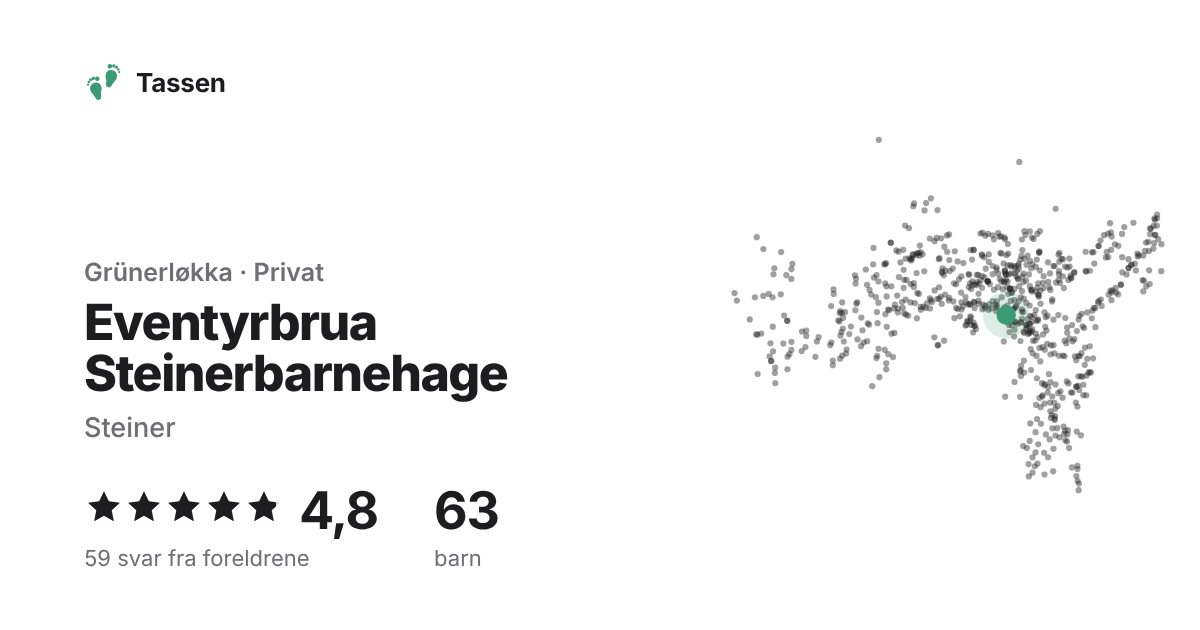 Tassen
Grünerløkka · Privat
Eventyrbrua
Steinerbarnehage
Steiner
4,8
59 svar fra foreldrene
63
barn